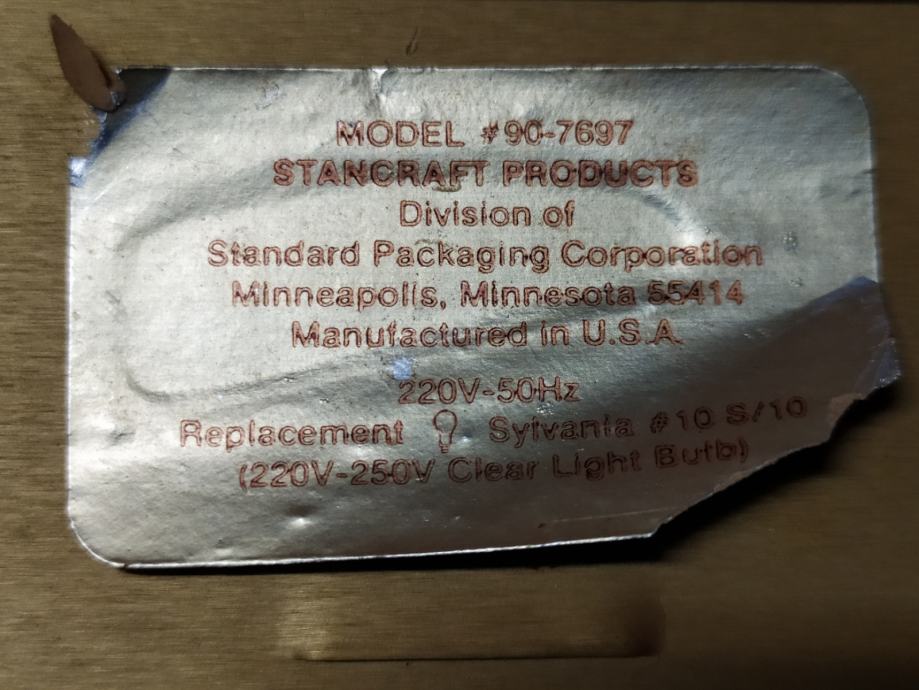 MODEL #90-7697
STANCRAFT PRODUCTS
Division of
Standard Packaging Corporation
Minneapolis, Minnesota 55414
Manufactured in U.S.A.
220V-50Hz
Replacement Sylvania #10 S/10
(220V-250V Clear Light Bulb)